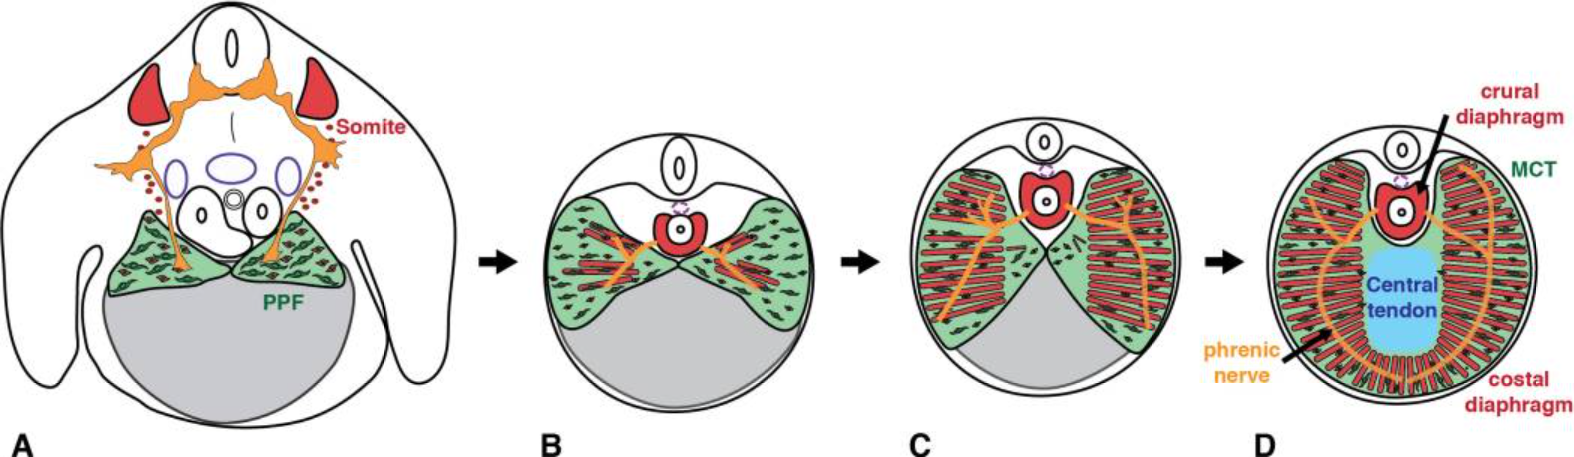 Somite
PPF
A
B
C
crural
diaphragm
MCT
Central
tendon
phrenic
nerve
costal
diaphragm
D